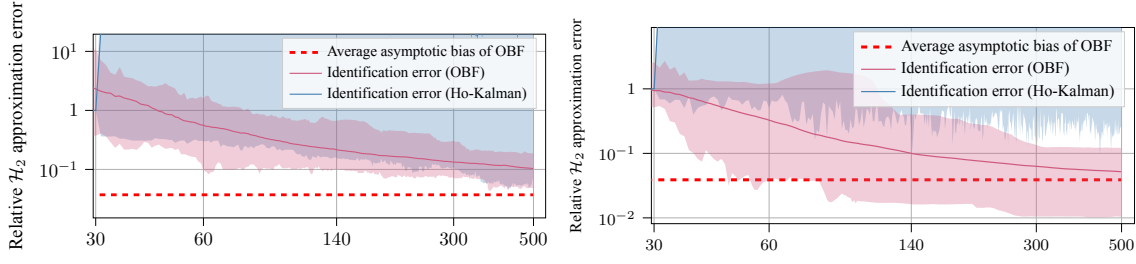 Relative H₂ approximation error
10¹
1
10⁻¹
30
60
140
300
500
Average asymptotic bias of OBF
Identification error (OBF)
Identification error (Ho-Kalman)
Relative H₂ approximation error
1
10⁻¹
10⁻²
30
60
140
300
500
Average asymptotic bias of OBF
Identification error (OBF)
Identification error (Ho-Kalman)